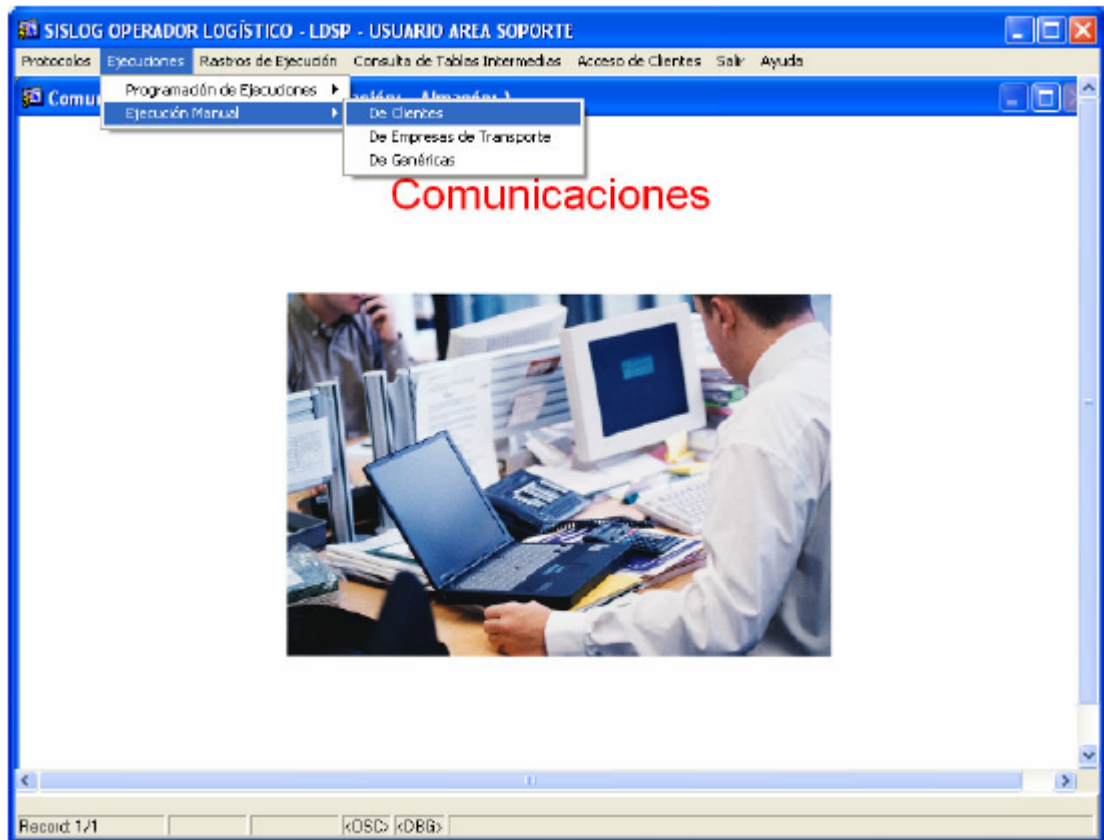 SISLOG OPERADOR LOGÍSTICO - LDSP - USUARIO AREA SOPORTE
Protocolos Ejecuciones Rastros de Ejecución Consulta de Tablas Intermedias Acceso de Clientes Salir Ayuda
Programación de Ejecuciones
Ejecución Manual
De Clientes
De Empresas de Transporte
De Genéricas
Comunicaciones
Record: 1/1 <OSC> <DBG>